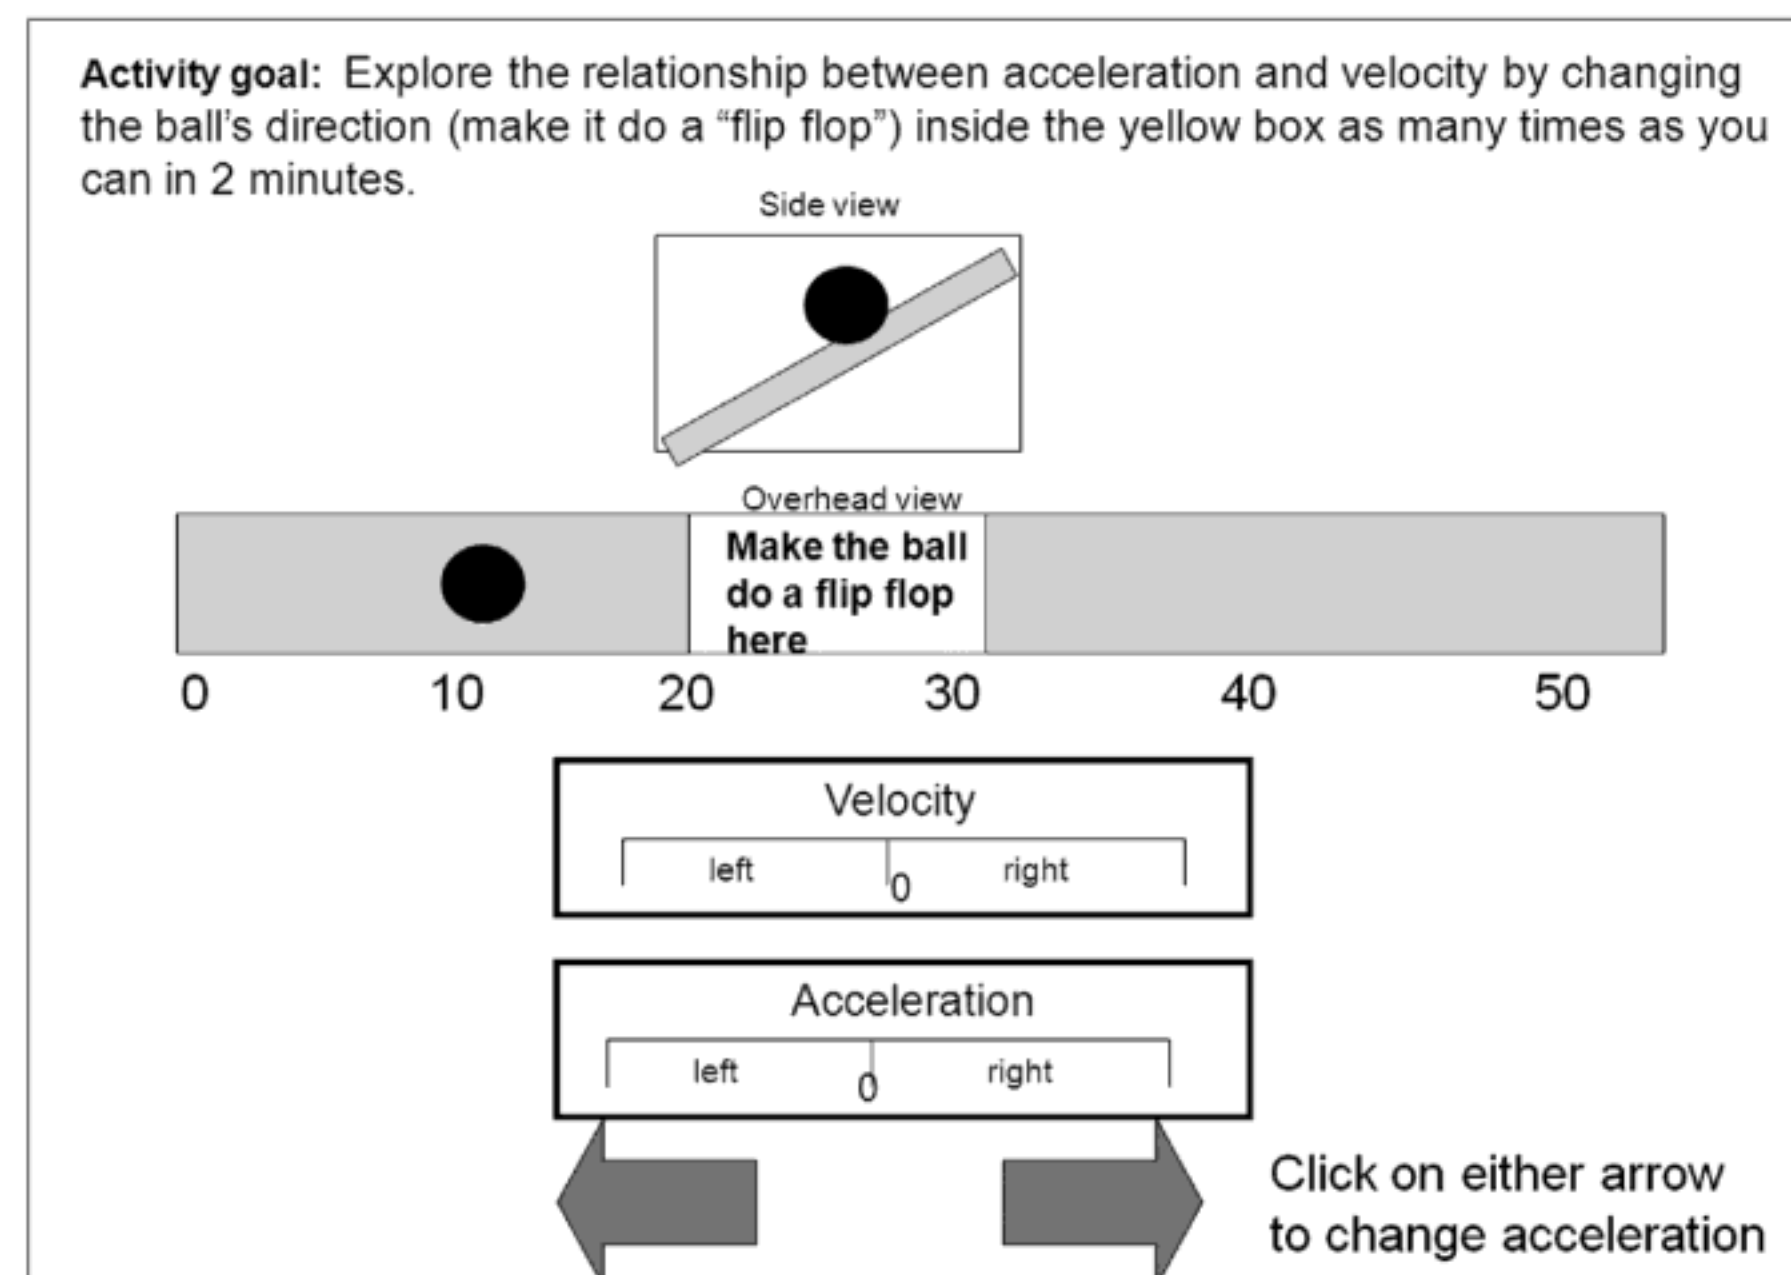 Activity goal: Explore the relationship between acceleration and velocity by changing
the ball's direction (make it do a “flip flop”) inside the yellow box as many times as you
can in 2 minutes.
Side view
Overhead view
Make the ball
do a flip flop
here
0 10 20 30 40 50
Velocity
left 0 right
Acceleration
left 0 right
Click on either arrow
to change acceleration